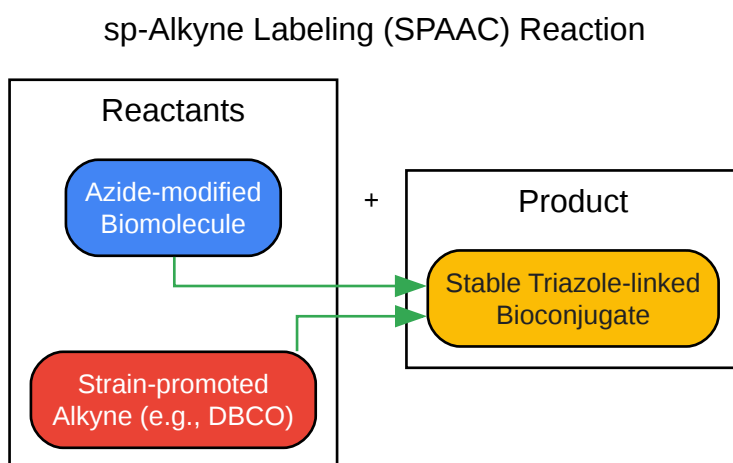 sp-Alkyne Labeling (SPAAC) Reaction
Reactants
Azide-modified
Biomolecule
Strain-promoted
Alkyne (e.g., DBCO)
+
Product
Stable Triazole-linked
Bioconjugate